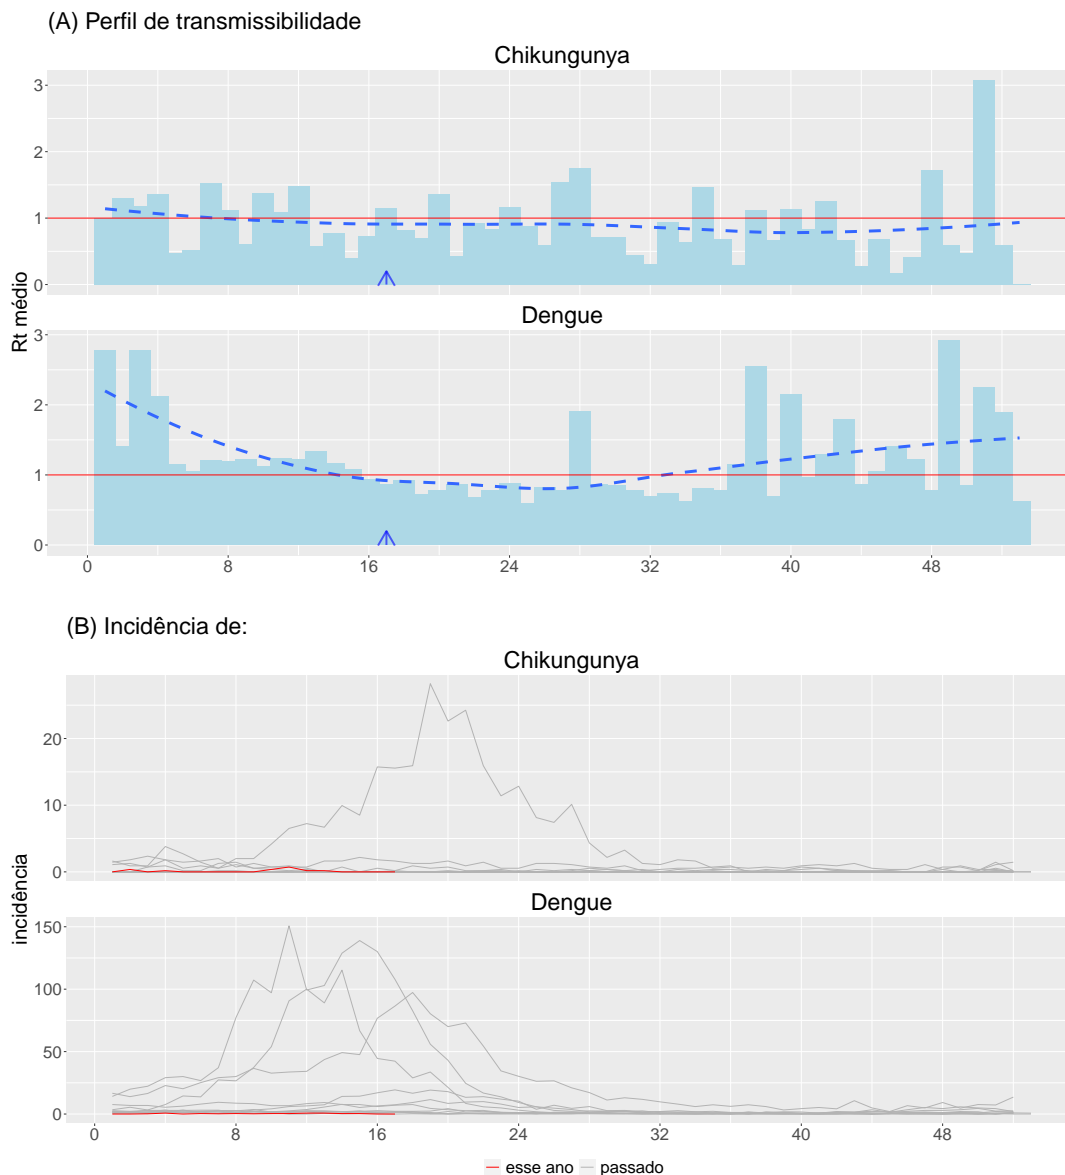 (A) Perfil de transmissibilidade
Chikungunya
3
2
1
0
Rt médio
Dengue
3
2
1
0
0 8 16 24 32 40 48
(B) Incidência de:
Chikungunya
20
10
0
incidência
Dengue
150
100
50
0
0 8 16 24 32 40 48
esse ano passado